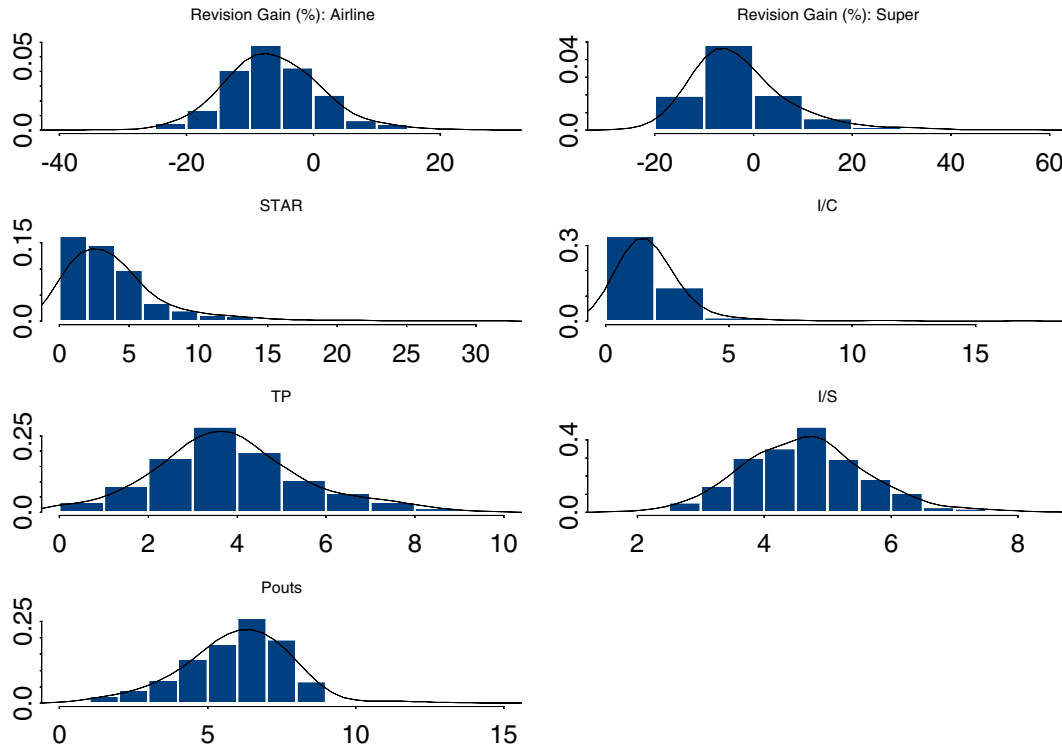 Revision Gain (%): Airline
0.0 0.05
-40 -20 0 20
Revision Gain (%): Super
0.0 0.04
-20 0 20 40 60
STAR
0.0 0.15
0 5 10 15 20 25 30
I/C
0.0 0.3
0 5 10 15
TP
0.0 0.25
0 2 4 6 8 10
I/S
0.0 0.4
2 4 6 8
Pouts
0.0 0.25
0 5 10 15